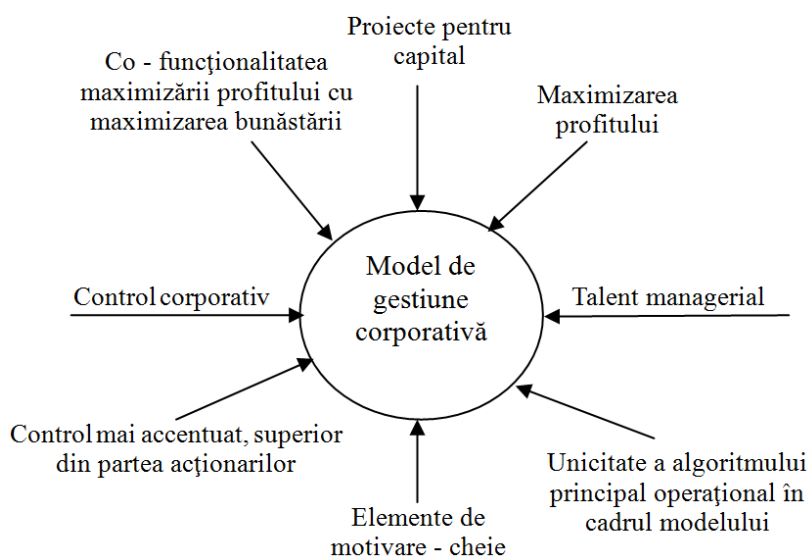 Proiecte pentru
capital
Co - funcţionalitatea
maximizării profitului cu
maximizarea bunăstării
Maximizarea
profitului
Model de
gestiune
corporativă
Control corporativ
Talent managerial
Control mai accentuat, superior
din partea acţionarilor
Unicitate a algoritmului
principal operaţional în
cadrul modelului
Elemente de
motivare - cheie